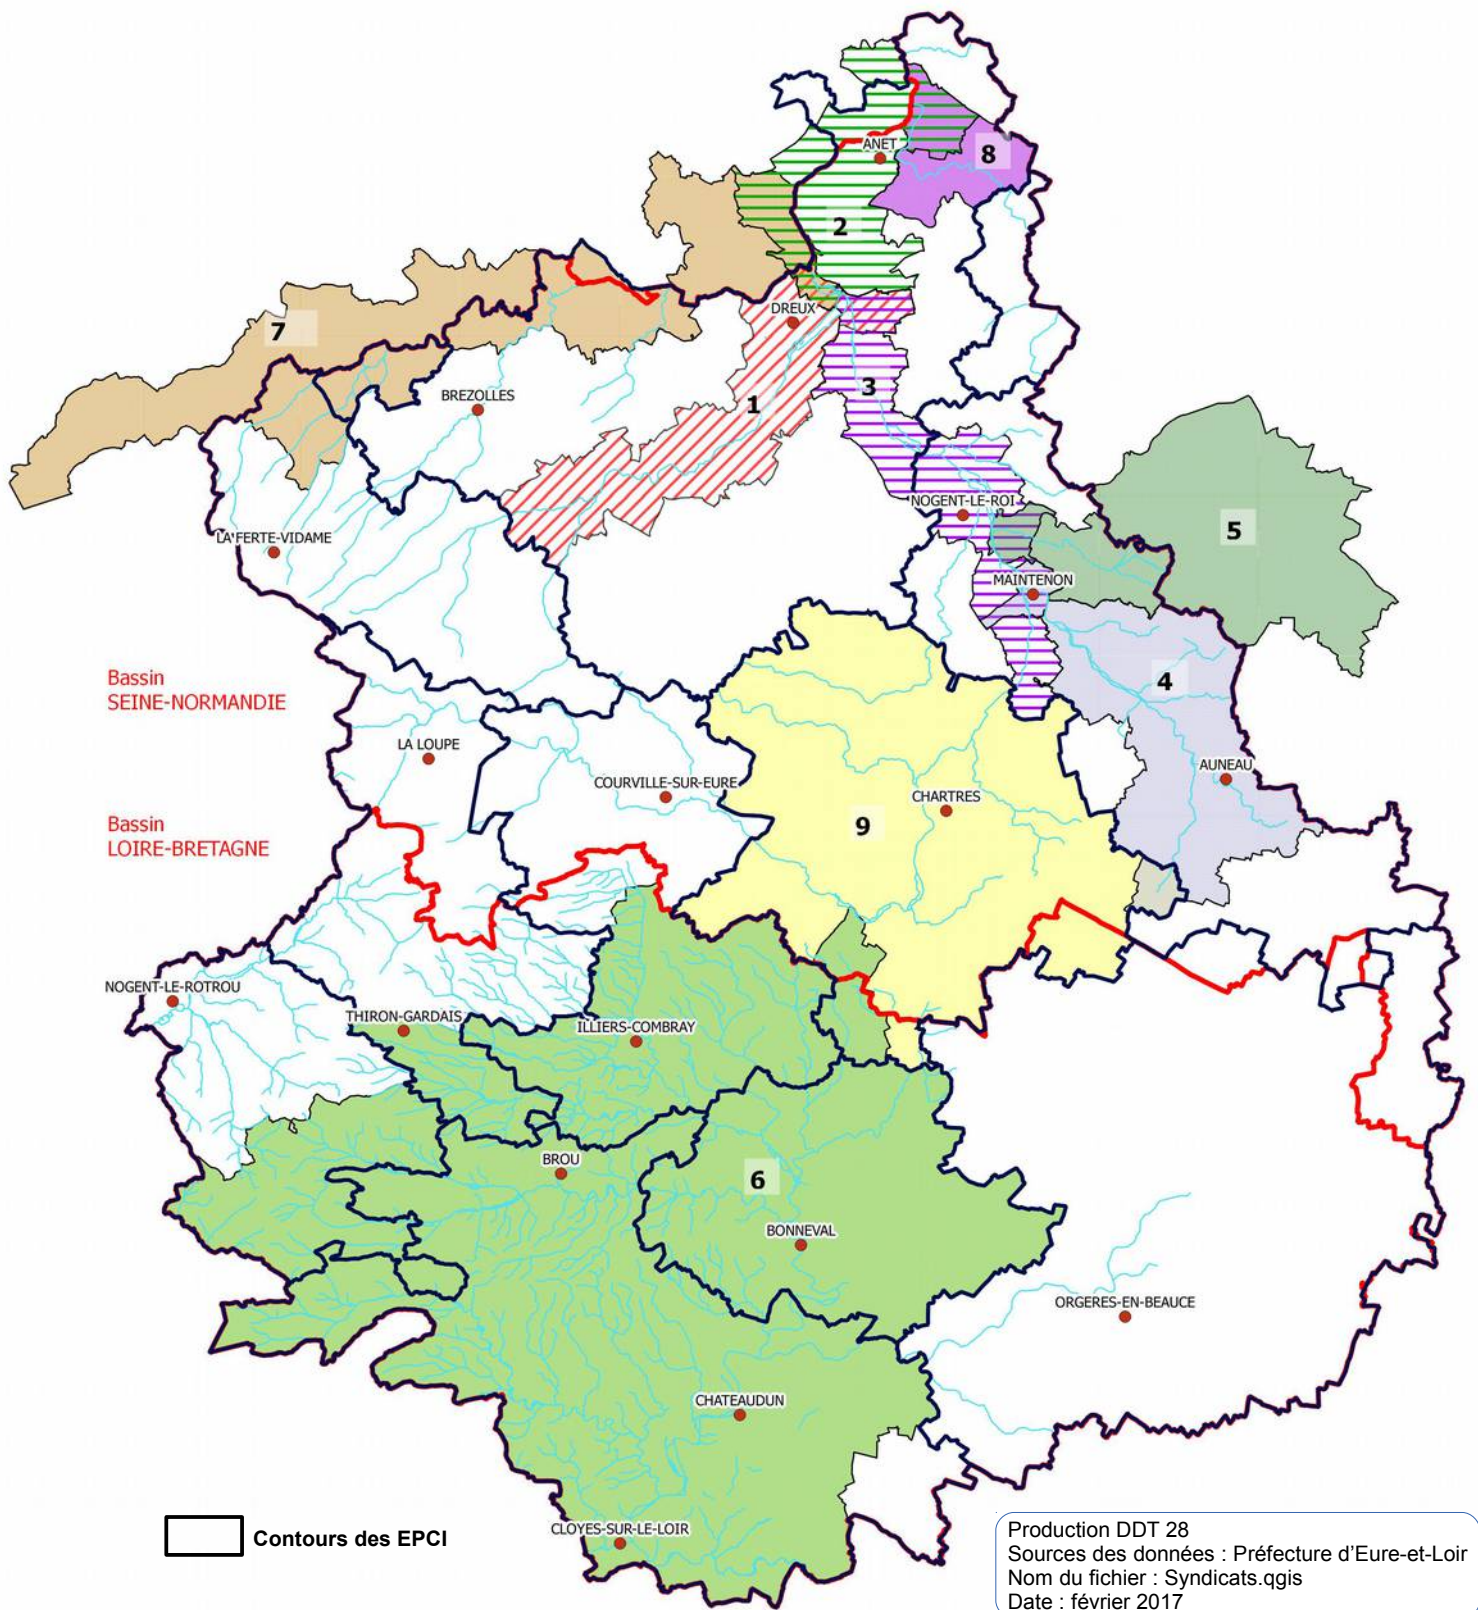 ANET
8
2
7
DREUX
3
BREZOLLES
1
NOGENT-LE-ROI
5
LA FERTE-VIDAME
MAINTENON
Bassin
SEINE-NORMANDIE
4
LA LOUPE
AUNEAU
COURVILLE-SUR-EURE
CHARTRES
9
Bassin
LOIRE-BRETAGNE
NOGENT-LE-ROTROU
THIRON-GARDAIS
ILLIERS-COMBRAY
BROU
6
BONNEVAL
ORGERES-EN-BEAUCE
CHATEAUDUN
CLOYES-SUR-LE-LOIR
Contours des EPCI
Production DDT 28
Sources des données : Préfecture d'Eure-et-Loir
Nom du fichier : Syndicats.qgis
Date : février 2017